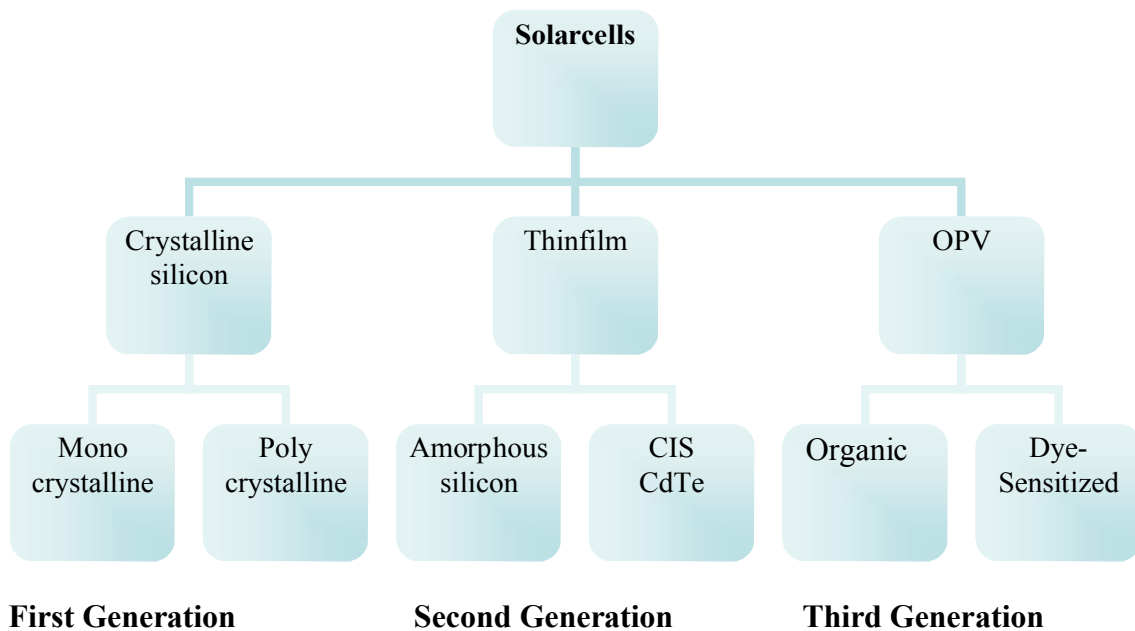 Solarcells
Crystalline
silicon
Thinfilm
OPV
Mono
crystalline
Poly
crystalline
Amorphous
silicon
CIS
CdTe
Organic
Dye-
Sensitized
First Generation
Second Generation
Third Generation